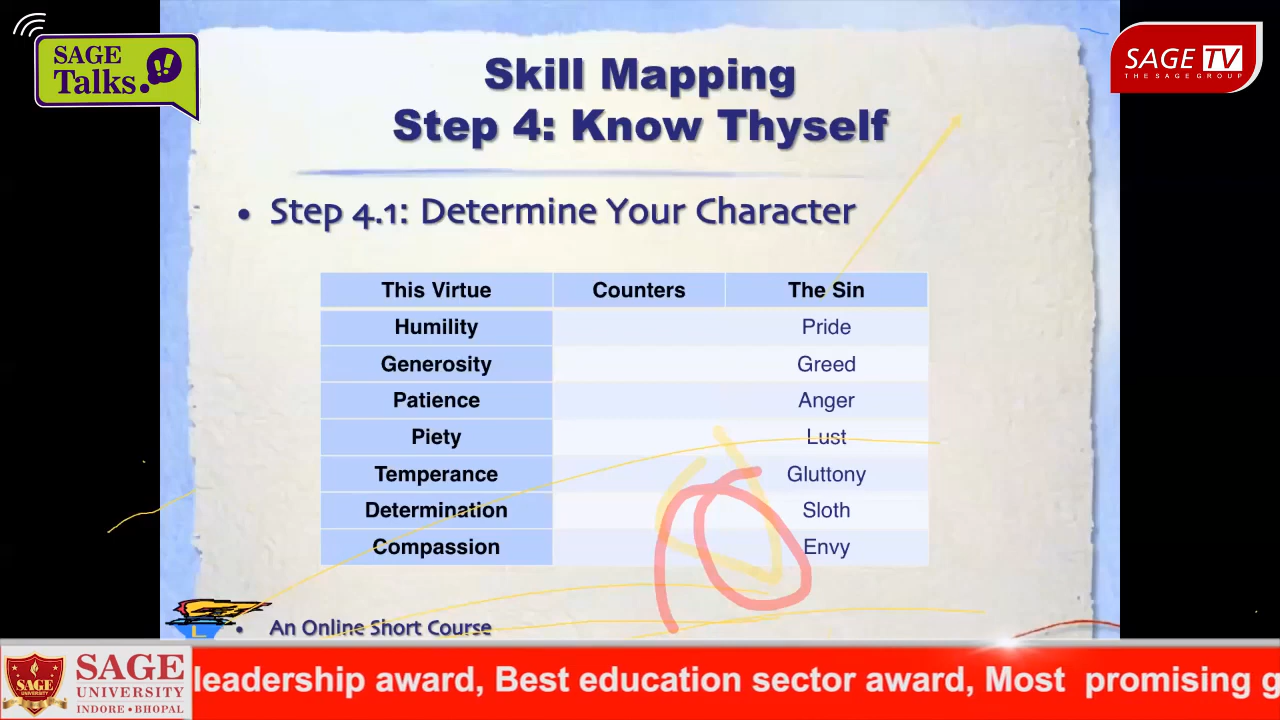 SAGE
Talks.
SAGE TV
THE SAGE GROUP
Skill Mapping
Step 4: Know Thyself
• Step 4.1: Determine Your Character
This Virtue Counters The Sin
Humility Pride
Generosity Greed
Patience Anger
Piety Lust
Temperance Gluttony
Determination Sloth
Compassion Envy
• An Online Short Course
SAGE
UNIVERSITY
SAGE
UNIVERSITY
INDORE • BHOPAL
leadership award, Best education sector award, Most promising g